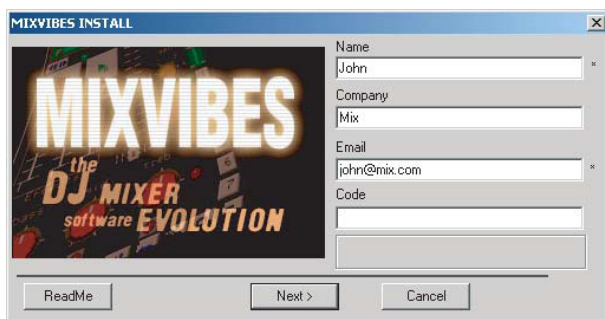 MIXVIBES INSTALL
MIXVIBES
the
DJ MIXER
software EVOLUTION
Name
John
*
Company
Mix
Email
john@mix.com
*
Code
ReadMe
Next >
Cancel